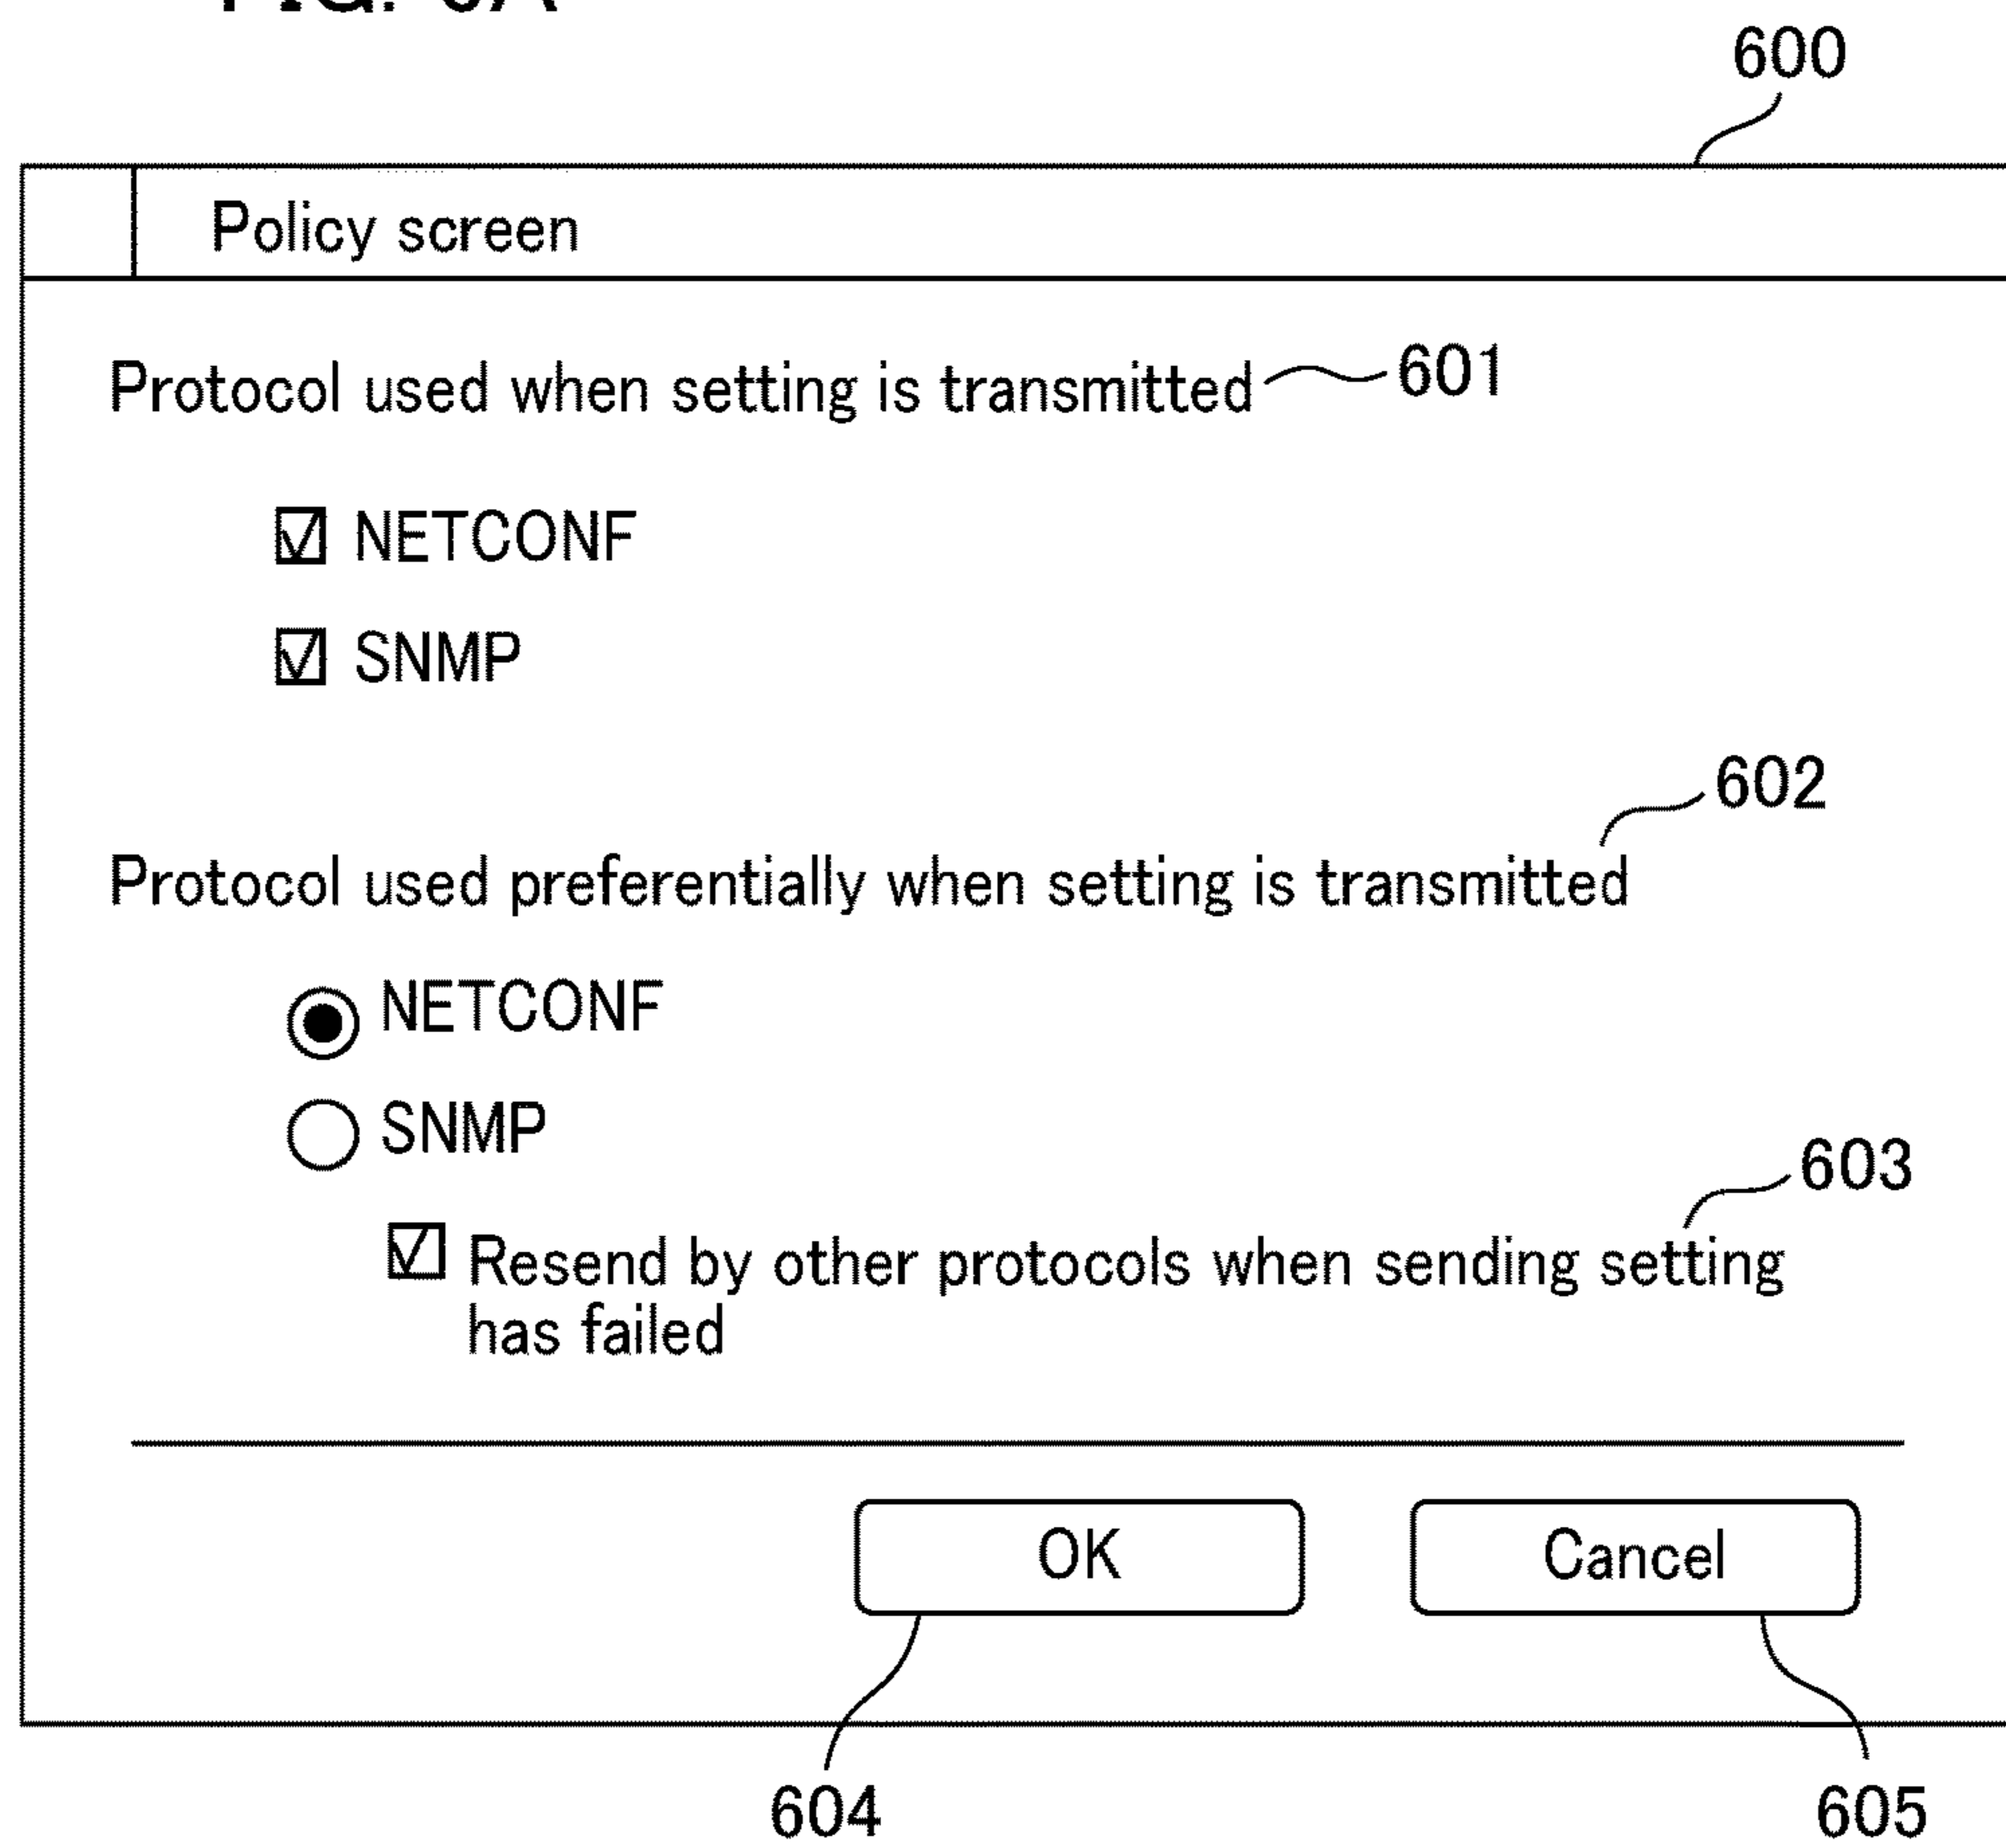 600
Policy screen
Protocol used when setting is transmitted 601
NETCONF
SNMP
602
Protocol used preferentially when setting is transmitted
NETCONF
SNMP
603
Resend by other protocols when sending setting
has failed
OK
Cancel
604
605